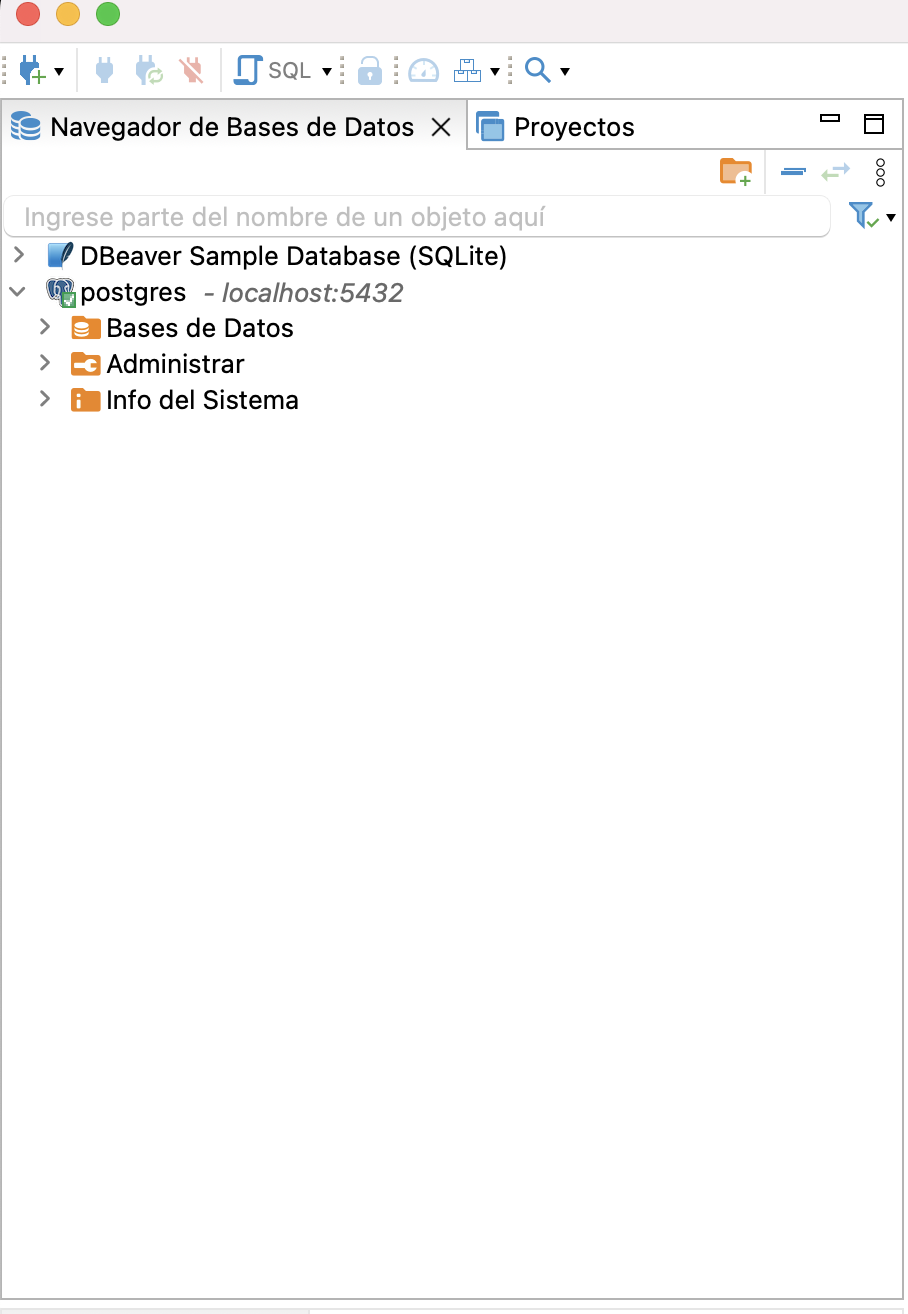 SQL
Navegador de Bases de Datos
Proyectos
Ingrese parte del nombre de un objeto aquí
DBeaver Sample Database (SQLite)
postgres - localhost:5432
Bases de Datos
Administrar
Info del Sistema